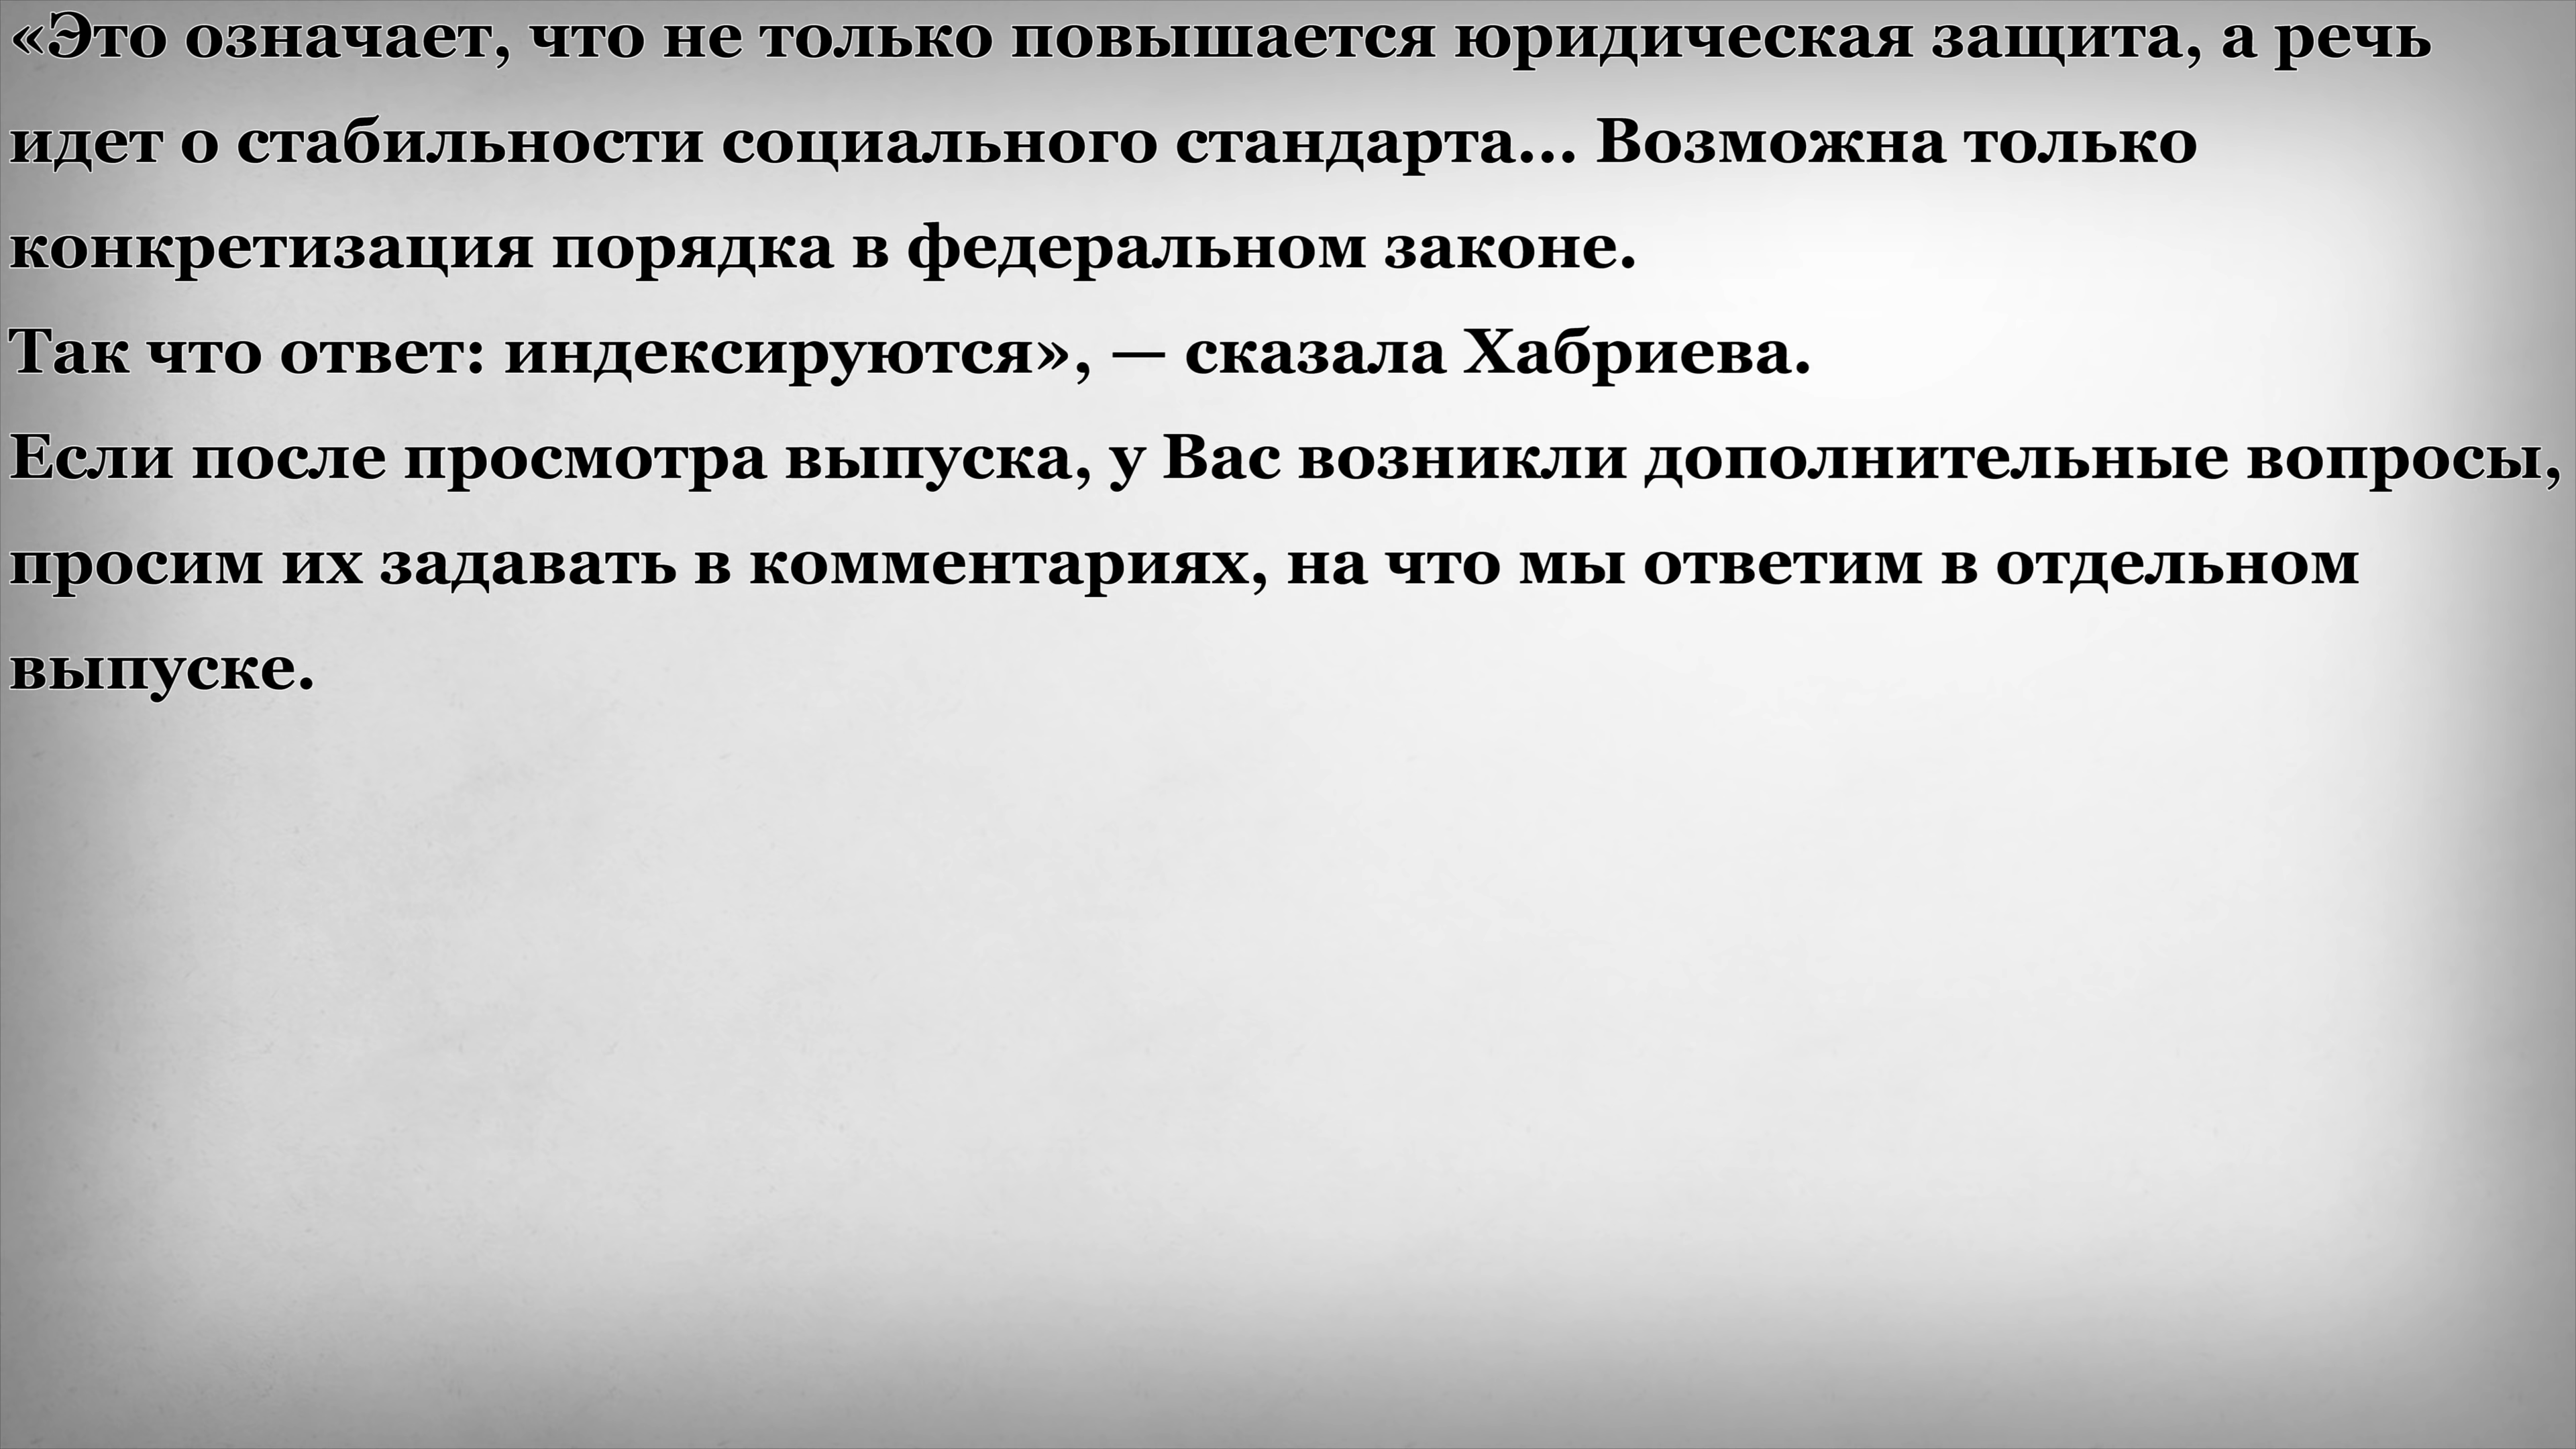 «Это означает, что не только повышается юридическая защита, а речь
идет о стабильности социального стандарта... Возможна только
конкретизация порядка в федеральном законе.
Так что ответ: индексируются», — сказала Хабриева.
Если после просмотра выпуска, у Вас возникли дополнительные вопросы,
просим их задавать в комментариях, на что мы ответим в отдельном
выпуске.